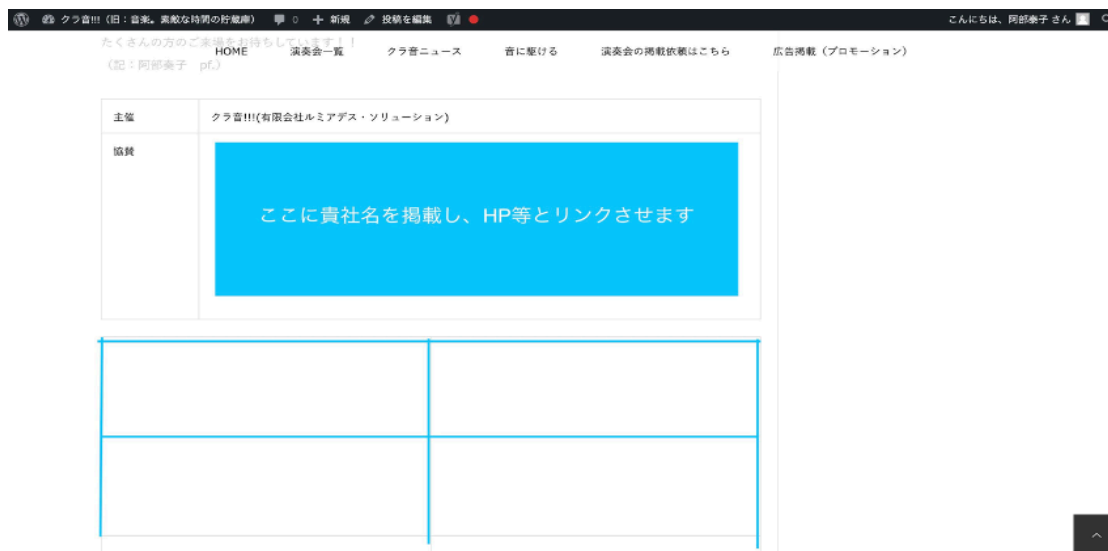 クラ音!!!（旧：音楽。素敵な時間の貯蔵庫） 0 新規 投稿を編集 こんにちは、阿部奏子 さん
たくさんの方のご来場をお待ちしています！！
HOME 演奏会一覧 クラ音ニュース 音に駆ける 演奏会の掲載依頼はこちら 広告掲載（プロモーション）
（記：阿部奏子 pf.）
主催 クラ音!!!(有限会社ルミアデス・ソリューション)
協賛
ここに貴社名を掲載し、HP等とリンクさせます